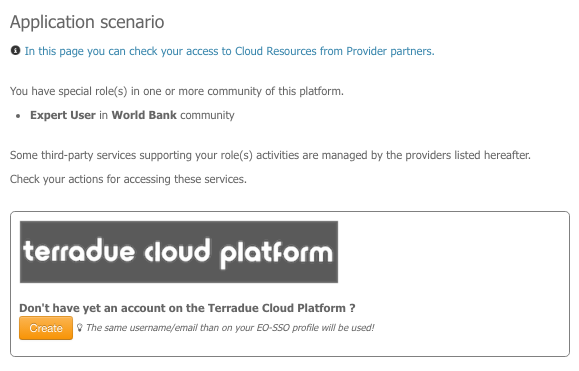 Application scenario
In this page you can check your access to Cloud Resources from Provider partners.
You have special role(s) in one or more community of this platform.
Expert User in World Bank community
Some third-party services supporting your role(s) activities are managed by the providers listed hereafter.
Check your actions for accessing these services.
terradue cloud platform
Don't have yet an account on the Terradue Cloud Platform ?
Create The same username/email than on your EO-SSO profile will be used!